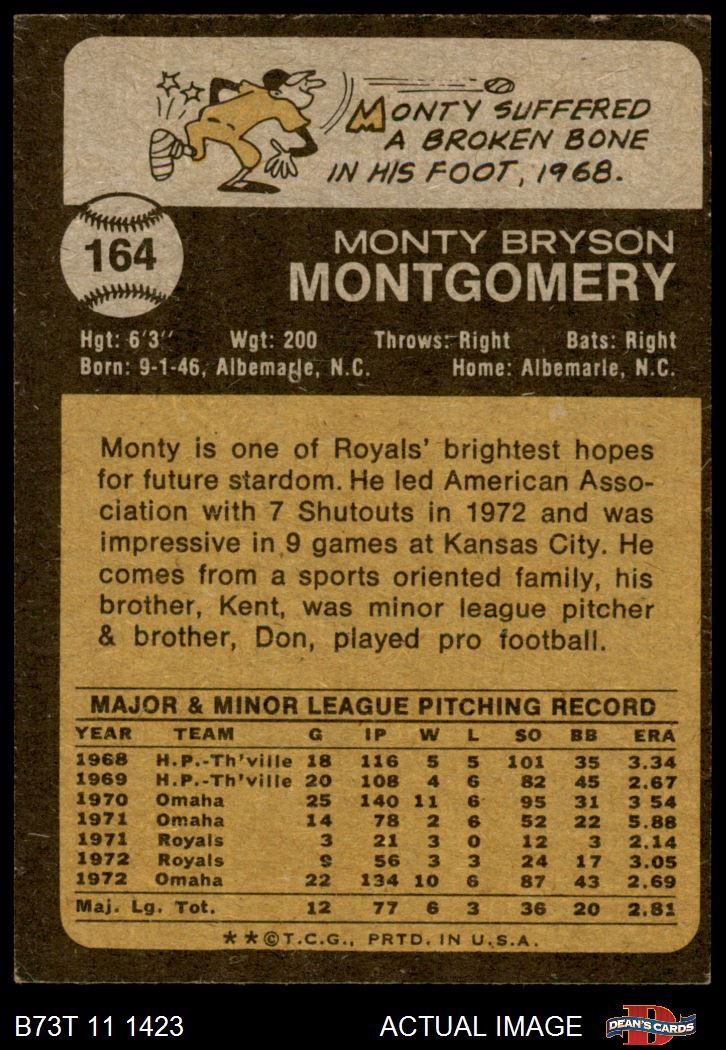 MONTY SUFFERED
A BROKEN BONE
IN HIS FOOT, 1968.
164
MONTY BRYSON
MONTGOMERY
Hgt: 6'3" Wgt: 200 Throws: Right Bats: Right
Born: 9-1-46, Albemarle, N.C. Home: Albemarle, N.C.
Monty is one of Royals' brightest hopes
for future stardom. He led American Asso-
ciation with 7 Shutouts in 1972 and was
impressive in 9 games at Kansas City. He
comes from a sports oriented family, his
brother, Kent, was minor league pitcher
& brother, Don, played pro football.
MAJOR & MINOR LEAGUE PITCHING RECORD
YEAR TEAM G IP W L SO BB ERA
1968 H.P.-Th'ville 18 116 5 5 101 35 3.34
1969 H.P.-Th'ville 20 108 4 6 82 45 2.67
1970 Omaha 25 140 11 6 95 31 3 54
1971 Omaha 14 78 2 6 52 22 5.88
1971 Royals 3 21 3 0 12 3 2.14
1972 Royals 9 56 3 3 24 17 3.05
1972 Omaha 22 134 10 6 87 43 2.69
Maj. Lg. Tot. 12 77 6 3 36 20 2.81
**©T.C.G., PRTD. IN U.S.A.
B73T 11 1423 ACTUAL IMAGE DEAN'S CARDS